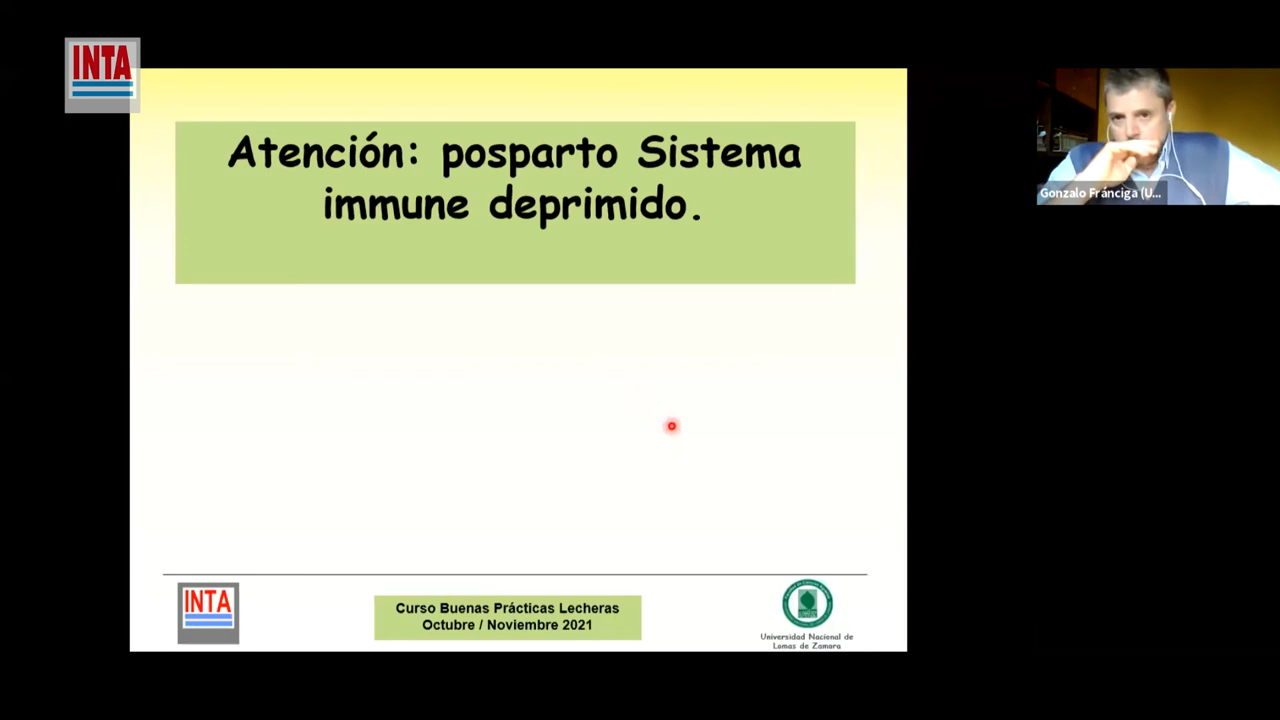 INTA
Atención: posparto Sistema
immune deprimido.
Gonzalo Fránciga (U...
INTA
Curso Buenas Prácticas Lecheras
Octubre / Noviembre 2021
Universidad Nacional de
Lomas de Zamora